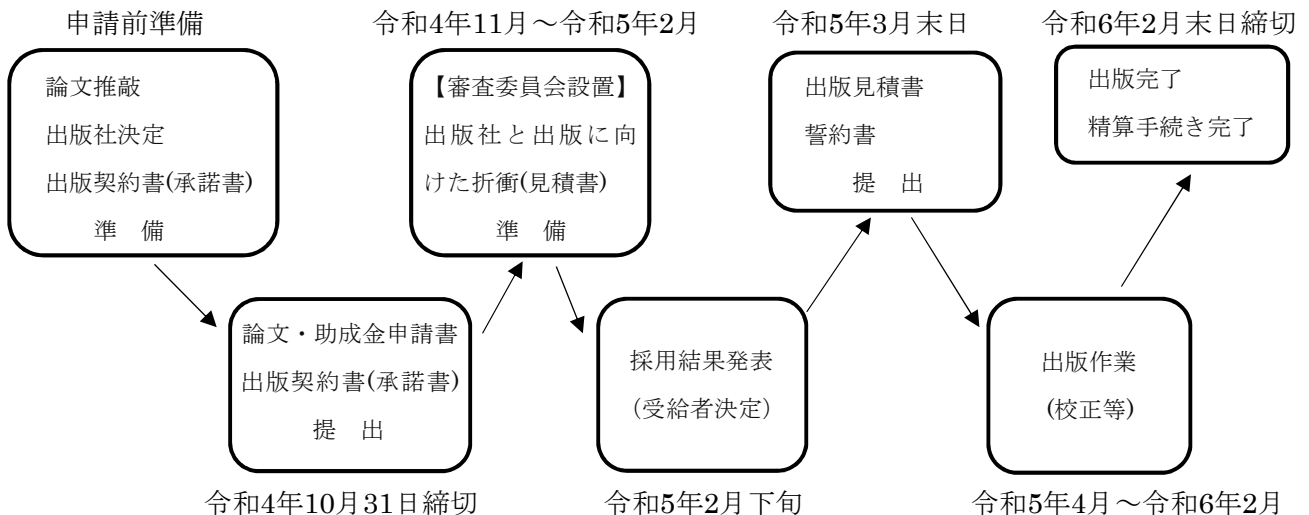 申請前準備
論文推敲
出版社決定
出版契約書(承諾書)
準　備
論文・助成金申請書
出版契約書(承諾書)
提　出
令和4年10月31日締切
令和4年11月～令和5年2月
【審査委員会設置】
出版社と出版に向
けた折衝(見積書)
準　備
採用結果発表
（受給者決定）
令和5年2月下旬
令和5年3月末日
出版見積書
誓約書
提　出
出版作業
(校正等)
令和5年4月～令和6年2月
令和6年2月末日締切
出版完了
精算手続き完了